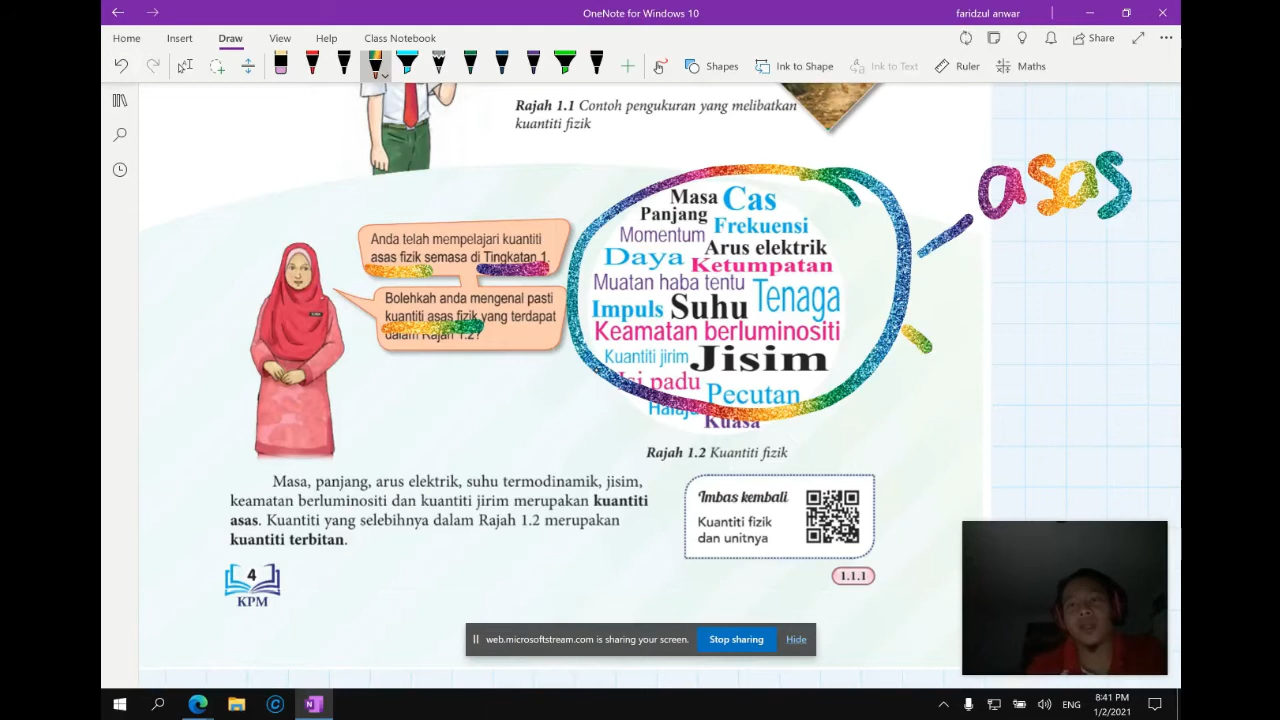 OneNote for Windows 10
faridzul anwar
Home Insert Draw View Help Class Notebook
Share
Shapes Ink to Shape Ink to Text Ruler Maths
Rajah 1.1 Contoh pengukuran yang melibatkan
kuantiti fizik
asas
Anda telah mempelajari kuantiti
asas fizik semasa di Tingkatan 1.
Bolehkah anda mengenal pasti
kuantiti asas fizik yang terdapat
dalam Rajah 1.2?
Masa Cas
Panjang Frekuensi
Momentum Arus elektrik
Daya Ketumpatan
Muatan haba tentu Tenaga
Impuls Suhu
Keamatan berluminositi
Kuantiti jirim Jisim
Isi padu Pecutan
Kuasa
Rajah 1.2 Kuantiti fizik
Masa, panjang, arus elektrik, suhu termodinamik, jisim,
keamatan berluminositi dan kuantiti jirim merupakan kuantiti
asas. Kuantiti yang selebihnya dalam Rajah 1.2 merupakan
kuantiti terbitan.
Imbas kembali
Kuantiti fizik
dan unitnya
4
KPM
1.1.1
web.microsoftstream.com is sharing your screen. Stop sharing Hide
ENG
8:41 PM
1/2/2021